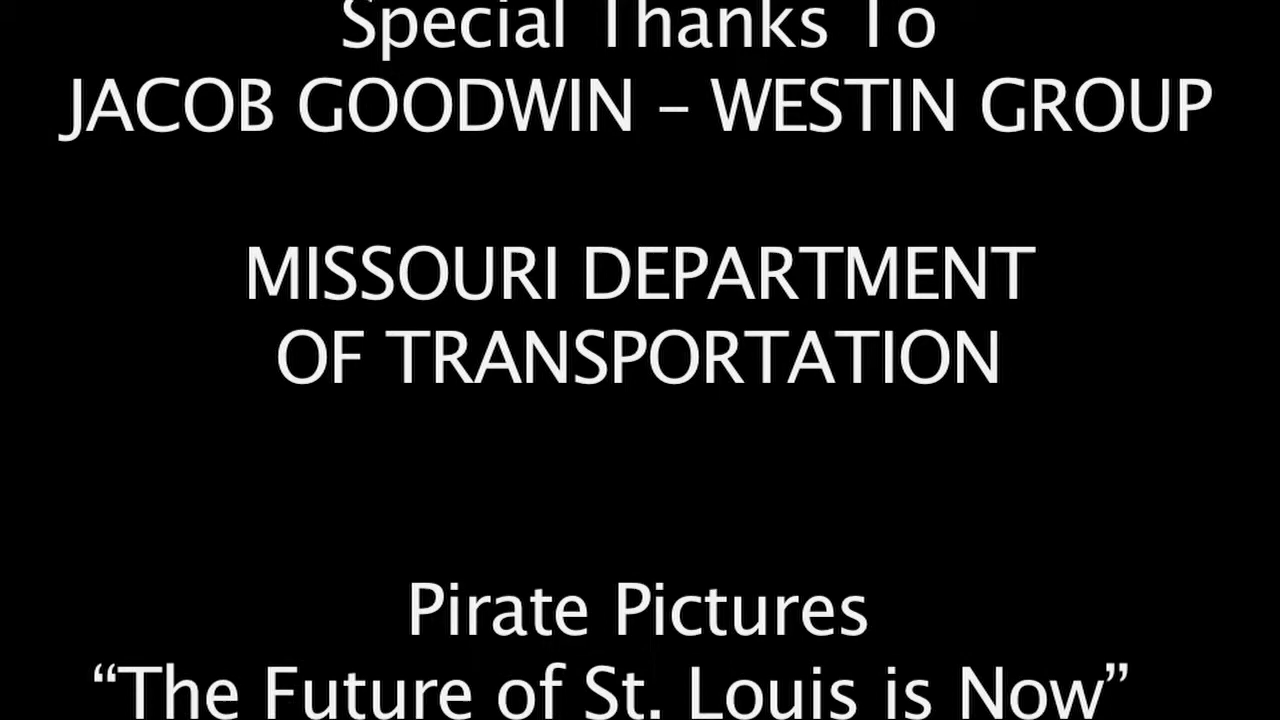 Special Thanks To
JACOB GOODWIN – WESTIN GROUP
MISSOURI DEPARTMENT
OF TRANSPORTATION
Pirate Pictures
“The Future of St. Louis is Now”